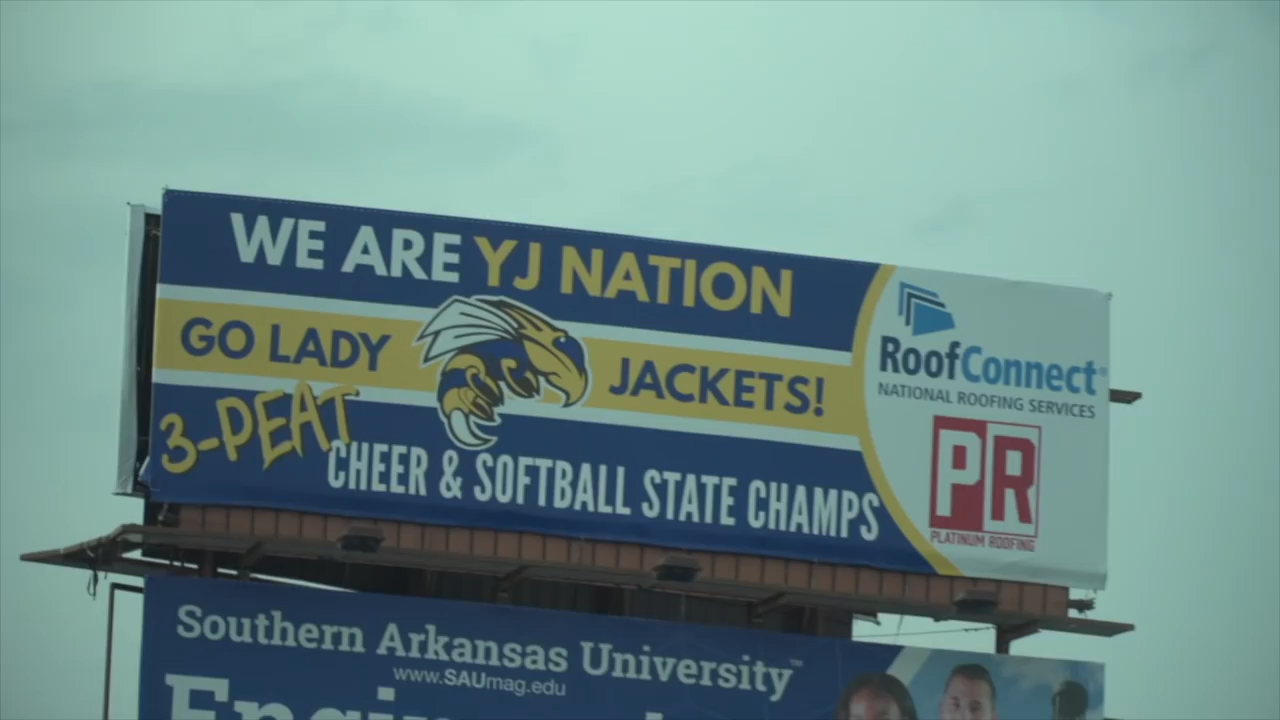 WE ARE YJ NATION
GO LADY JACKETS!
3-PEAT
CHEER & SOFTBALL STATE CHAMPS
RoofConnect®
NATIONAL ROOFING SERVICES
PR
PLATINUM ROOFING
Southern Arkansas University™
www.SAUmag.edu